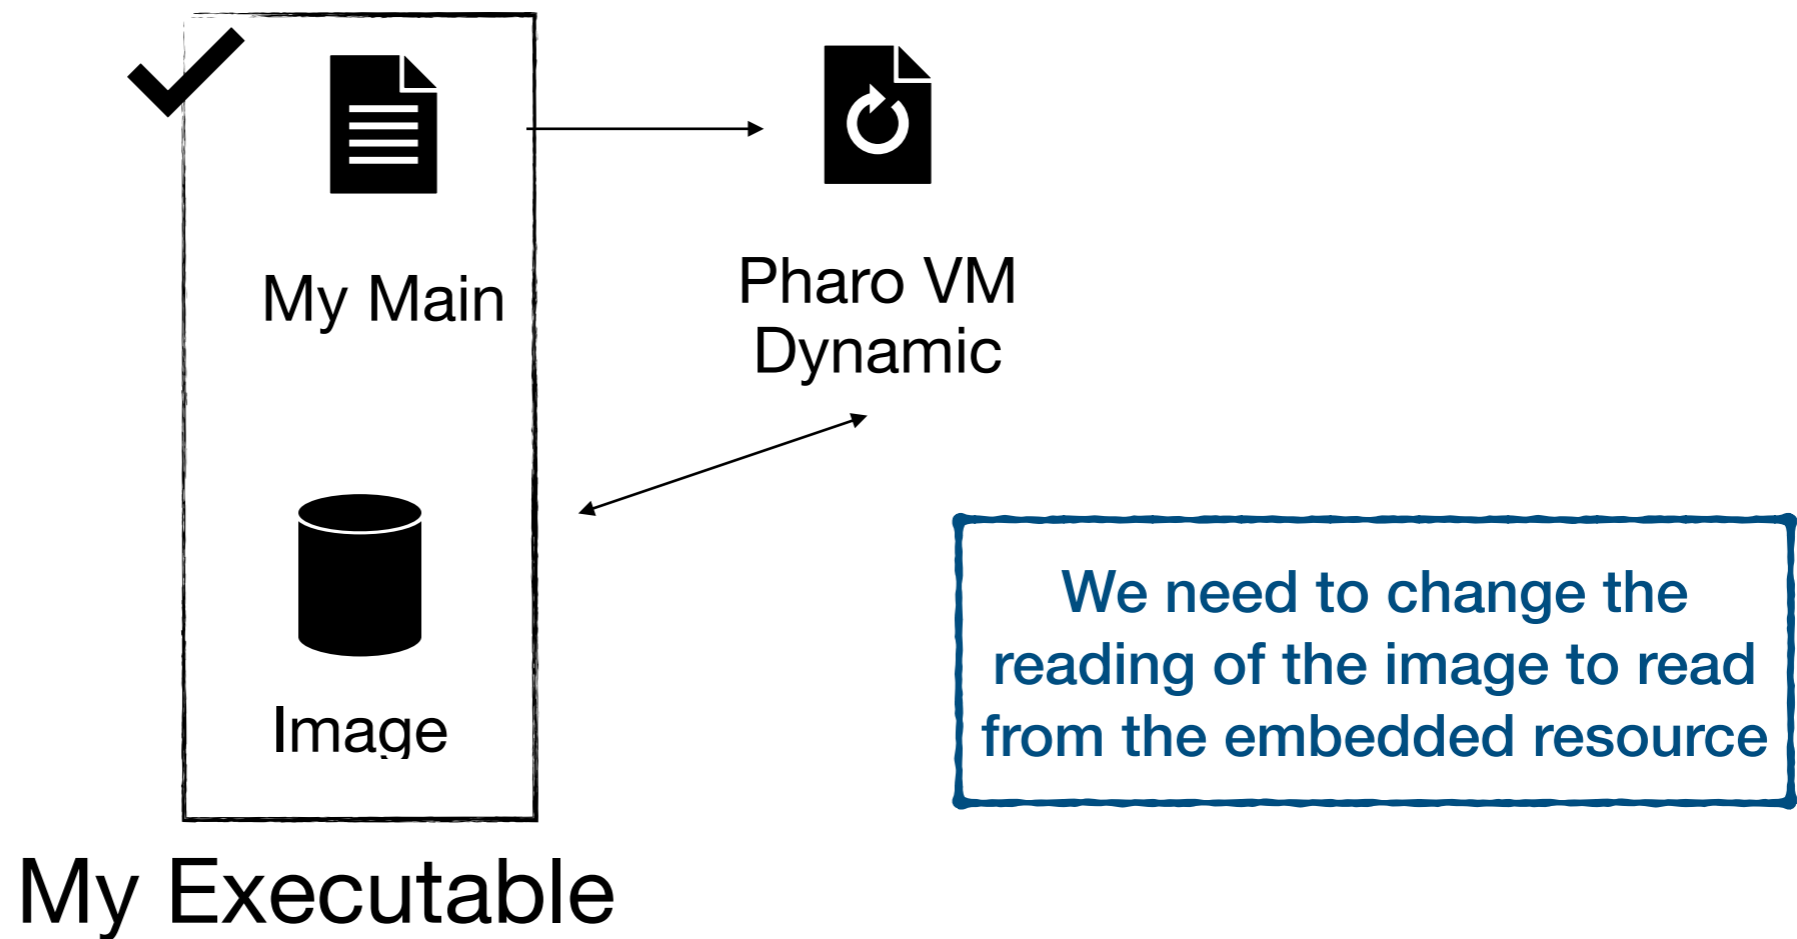 My Main
Pharo VM
Dynamic
Image
We need to change the
reading of the image to read
from the embedded resource
My Executable